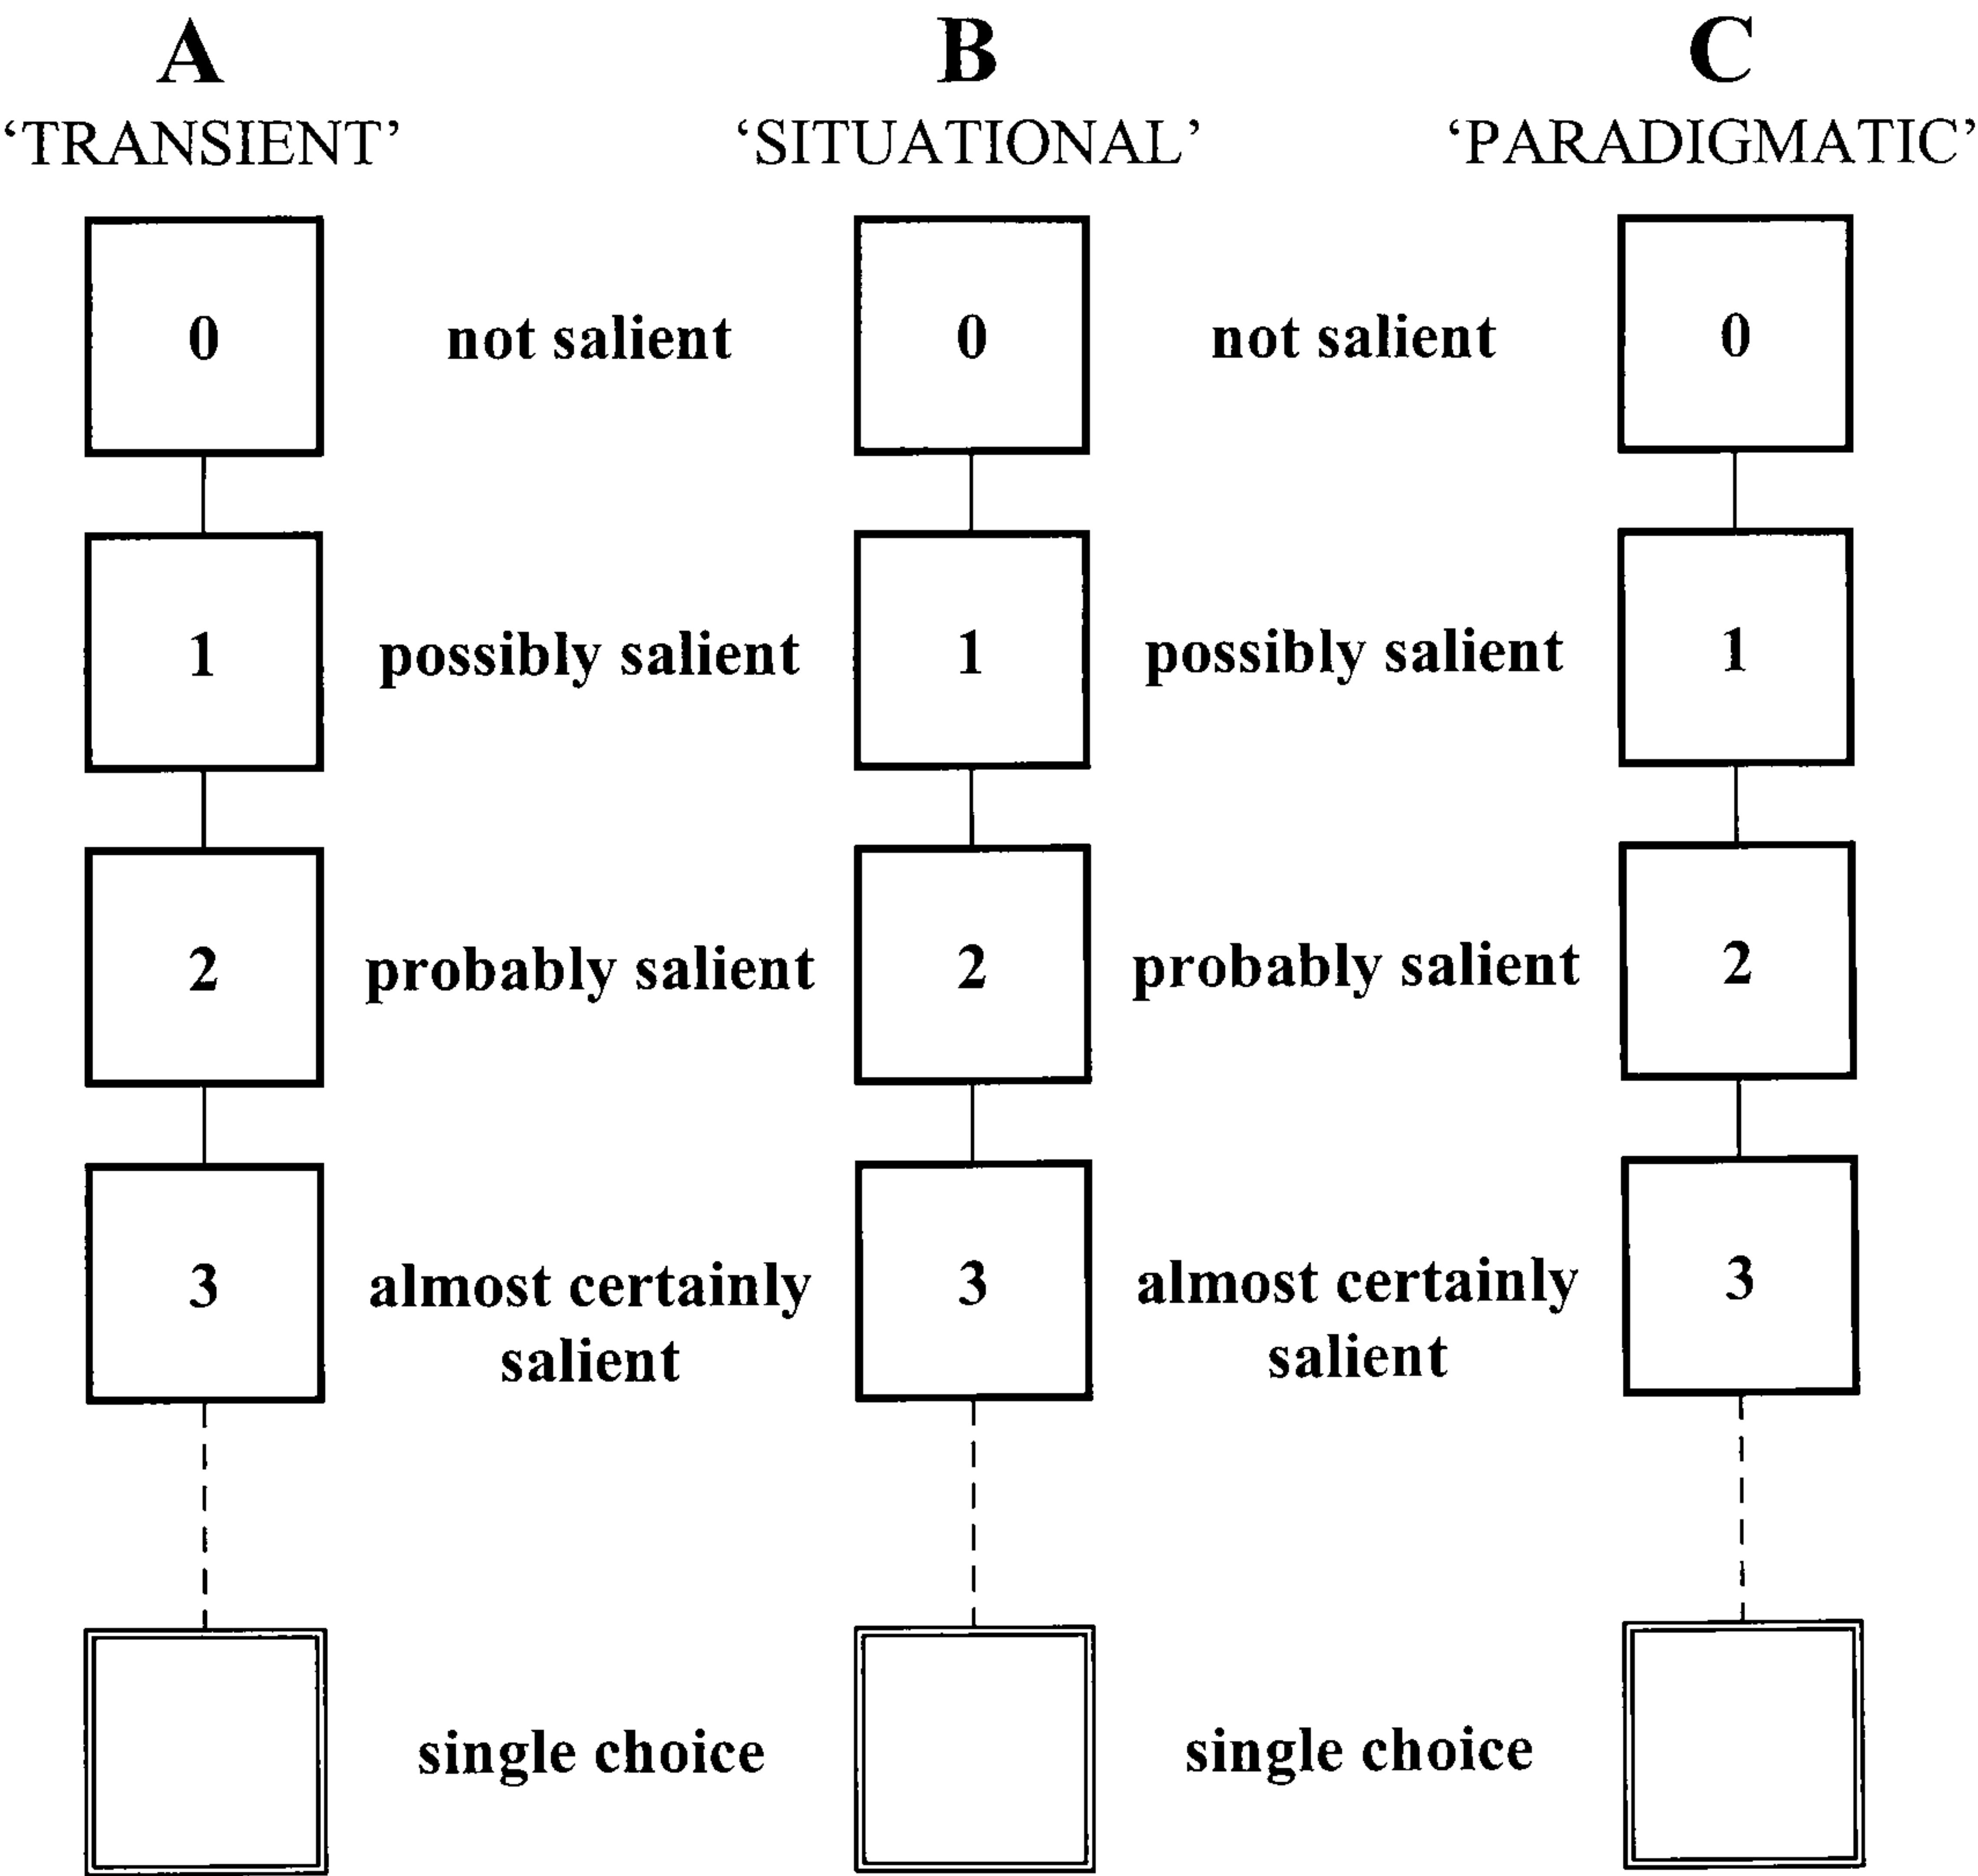 A B C
‘TRANSIENT’ ‘SITUATIONAL’ ‘PARADIGMATIC’
0 not salient 0 not salient 0
1 possibly salient 1 possibly salient 1
2 probably salient 2 probably salient 2
3 almost certainly 3 almost certainly 3
salient salient
single choice single choice